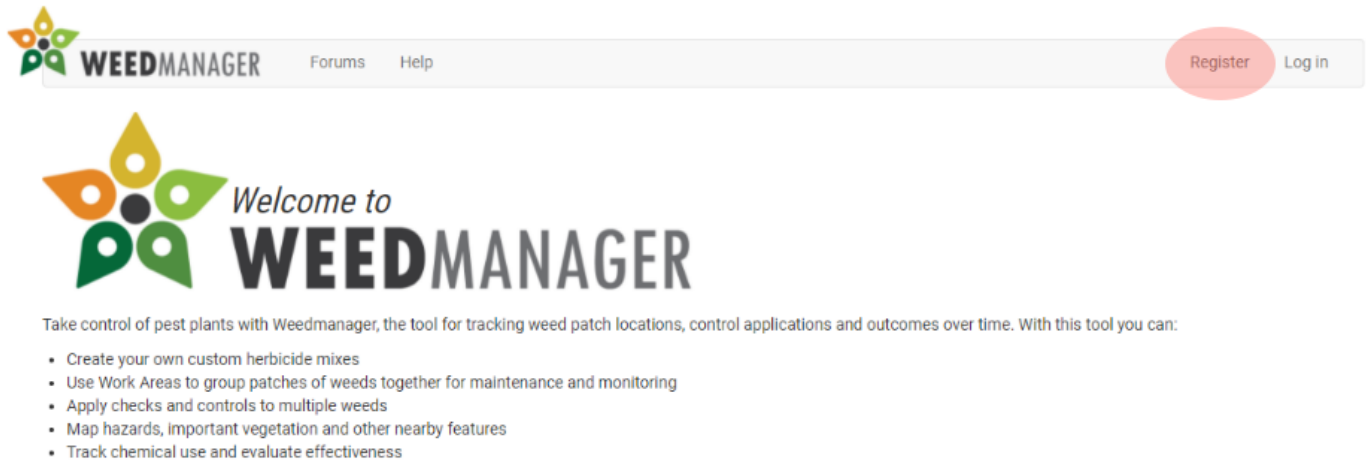 WEEDMANAGER Forums Help Register Log in
Welcome to
WEEDMANAGER
Take control of pest plants with Weedmanager, the tool for tracking weed patch locations, control applications and outcomes over time. With this tool you can:
• Create your own custom herbicide mixes
• Use Work Areas to group patches of weeds together for maintenance and monitoring
• Apply checks and controls to multiple weeds
• Map hazards, important vegetation and other nearby features
• Track chemical use and evaluate effectiveness